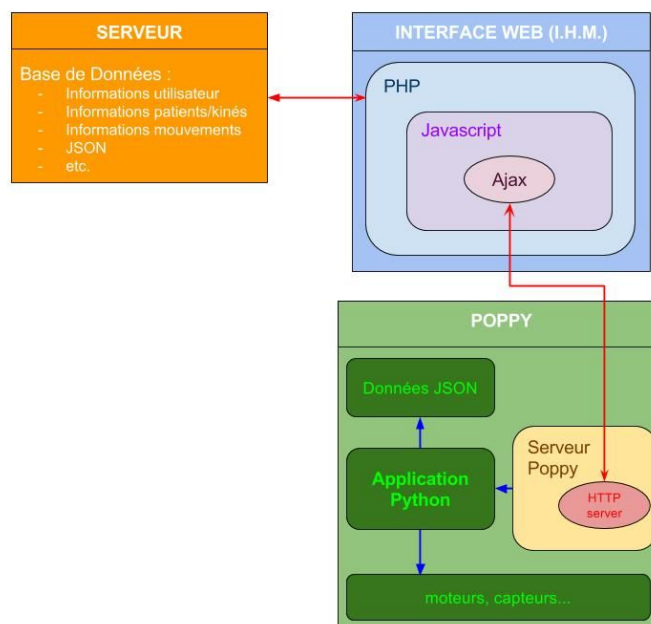 SERVEUR
Base de Données :
- Informations utilisateur
- Informations patients/kinés
- Informations mouvements
- JSON
- etc.
INTERFACE WEB (I.H.M.)
PHP
Javascript
Ajax
POPPY
Données JSON
Application
Python
Serveur
Poppy
HTTP
server
moteurs, capteurs...